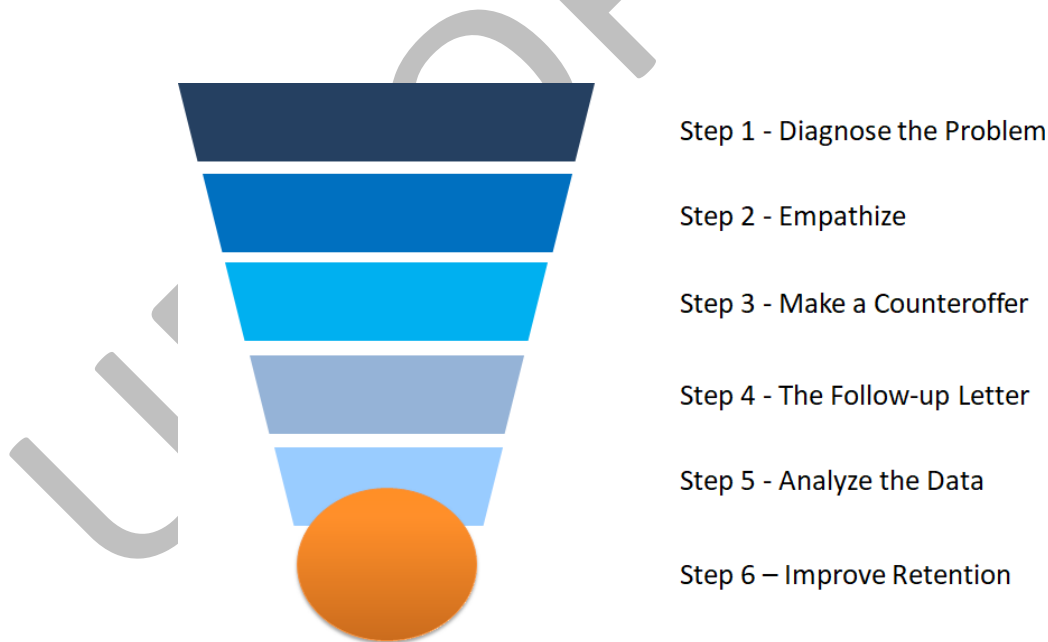 Step 1 - Diagnose the Problem
Step 2 - Empathize
Step 3 - Make a Counteroffer
Step 4 - The Follow-up Letter
Step 5 - Analyze the Data
Step 6 – Improve Retention